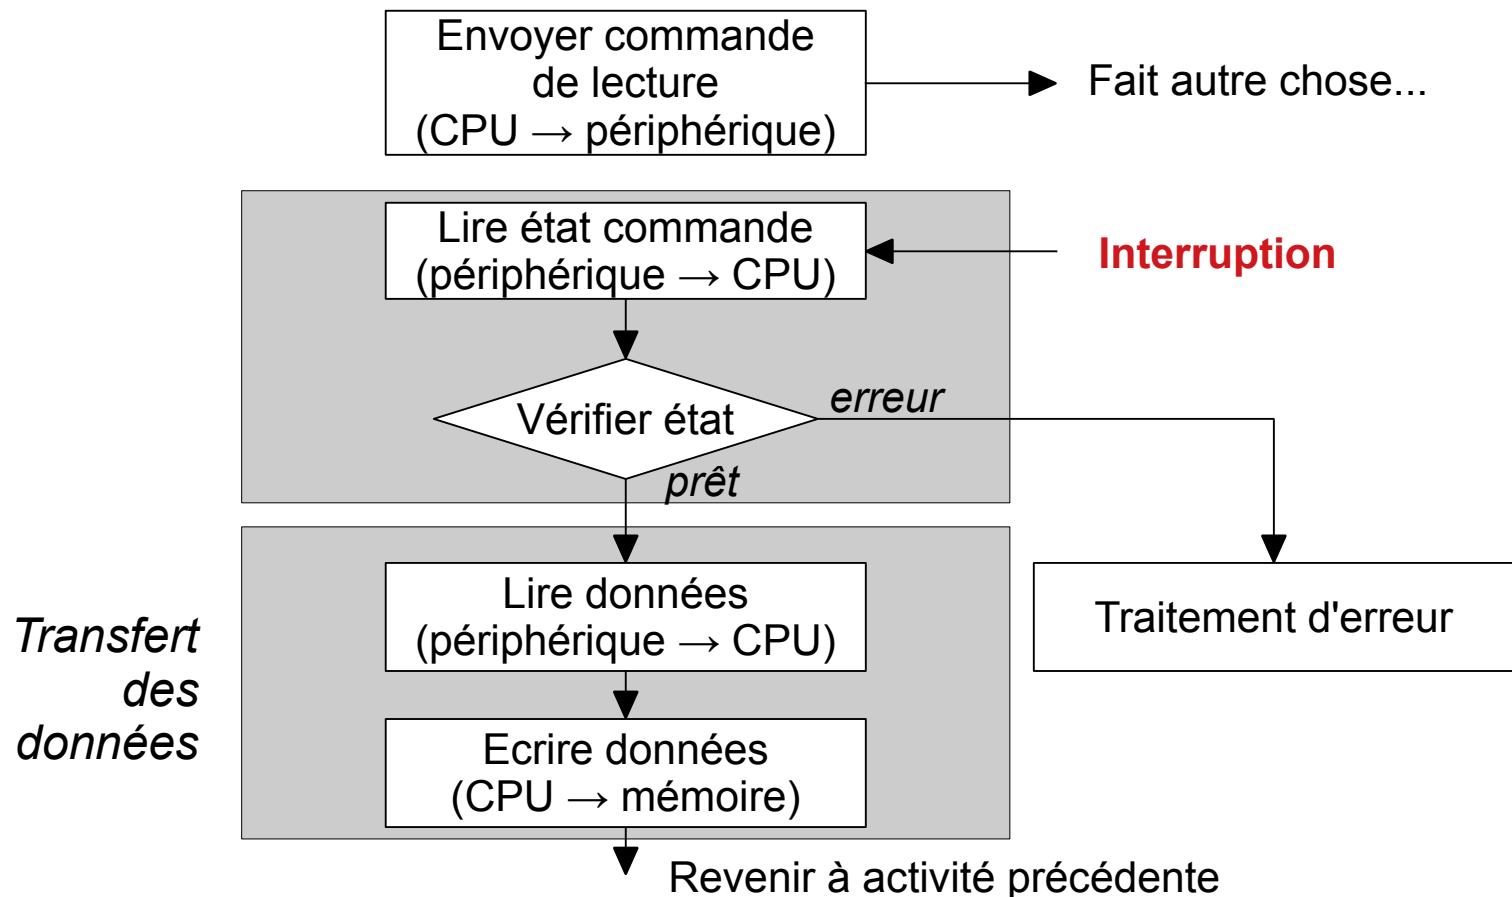 Envoyer commande
de lecture
(CPU → périphérique)
Fait autre chose...
Lire état commande
(périphérique → CPU)
Interruption
Vérifier état
erreur
prêt
Transfert
des
données
Lire données
(périphérique → CPU)
Traitement d'erreur
Ecrire données
(CPU → mémoire)
Revenir à activité précédente